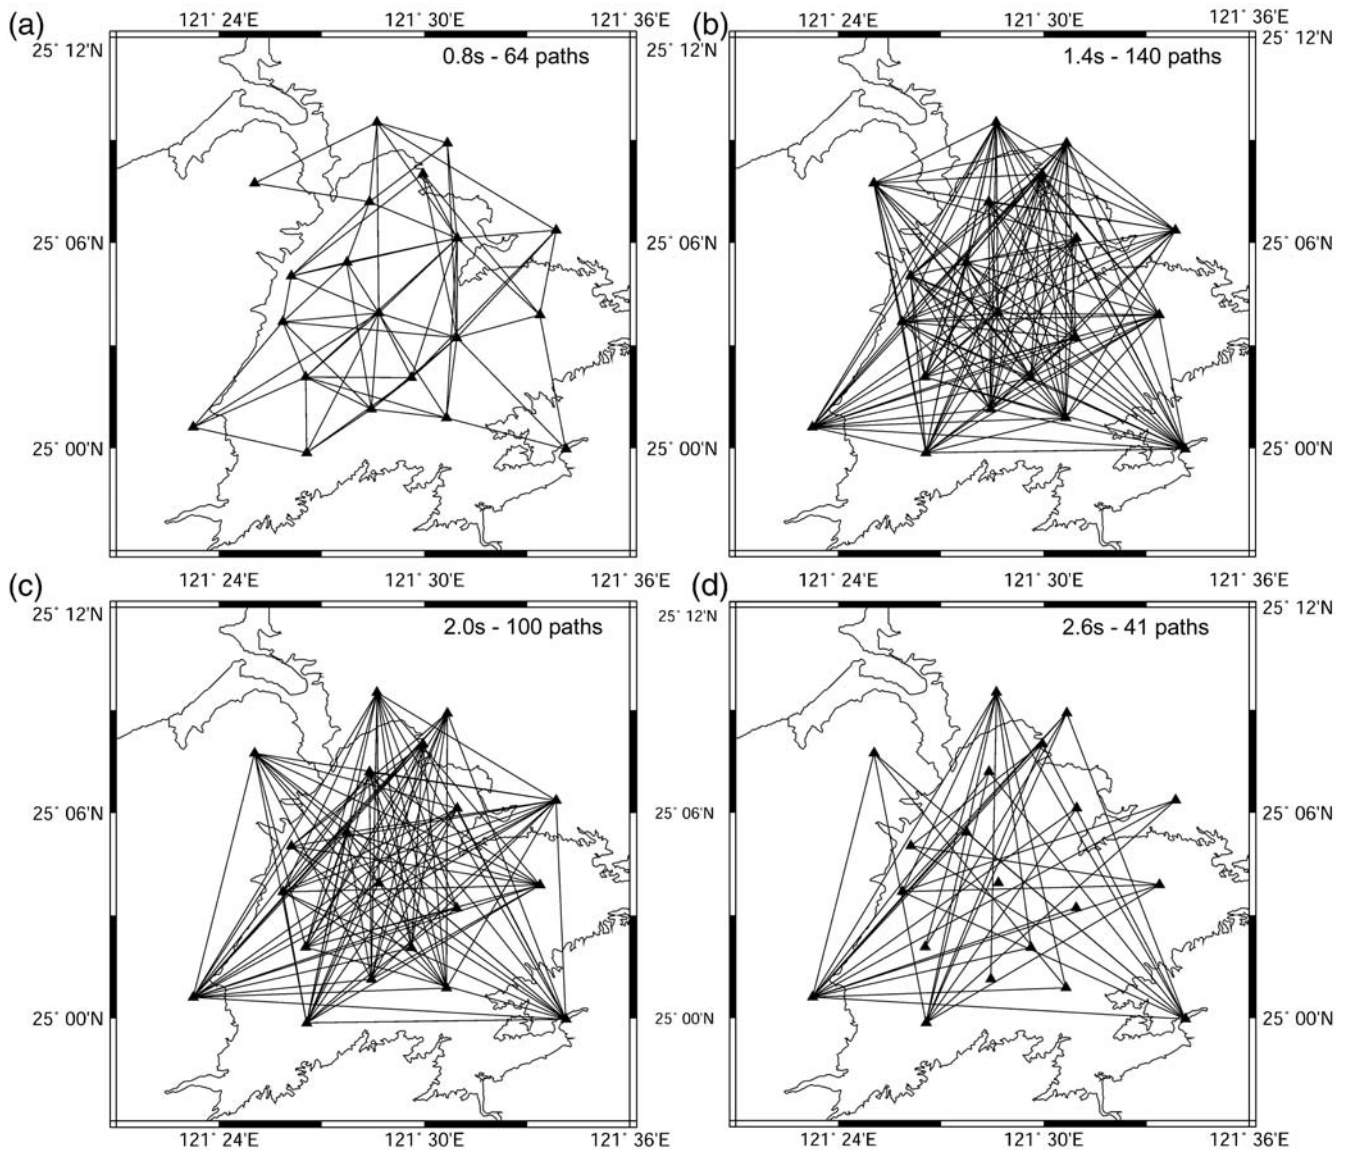 (a) 121° 24'E 121° 30'E (b) 121° 24'E 121° 30'E 121° 36'E
25° 12'N 0.8s - 64 paths 1.4s - 140 paths 25° 12'N
25° 06'N 25° 06'N 25° 06'N
25° 00'N 25° 00'N 25° 00'N
(c) 121° 24'E 121° 30'E 121° 36'E (d) 121° 24'E 121° 30'E 121° 36'E
25° 12'N 2.0s - 100 paths 25° 12'N 2.6s - 41 paths 25° 12'N
25° 06'N 25° 06'N 25° 06'N
25° 00'N 25° 00'N 25° 00'N
121° 24'E 121° 30'E 121° 36'E 121° 24'E 121° 30'E 121° 36'E